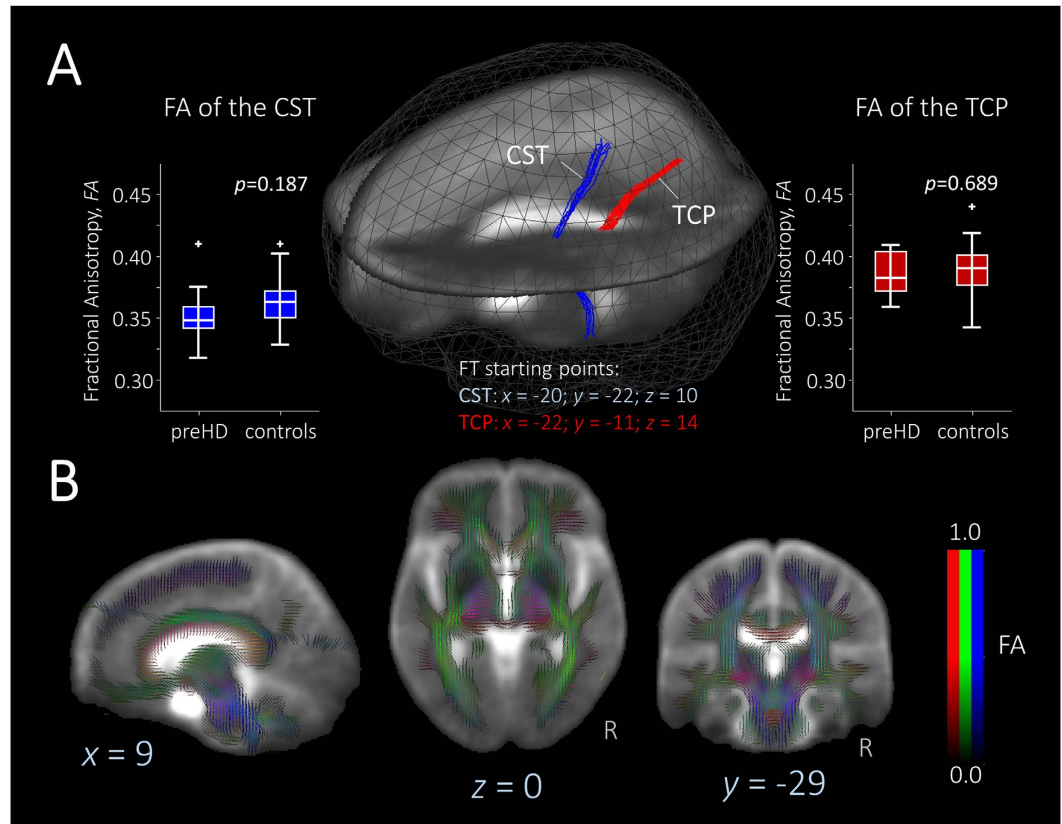 A
FA of the CST
Fractional Anisotropy, FA
0.45
0.40
0.35
0.30
p=0.187
preHD
controls
CST
TCP
FT starting points:
CST: x = -20; y = -22; z = 10
TCP: x = -22; y = -11; z = 14
FA of the TCP
Fractional Anisotropy, FA
0.45
0.40
0.35
0.30
p=0.689
preHD
controls
B
x = 9
R
z = 0
R
y = -29
1.0
FA
0.0